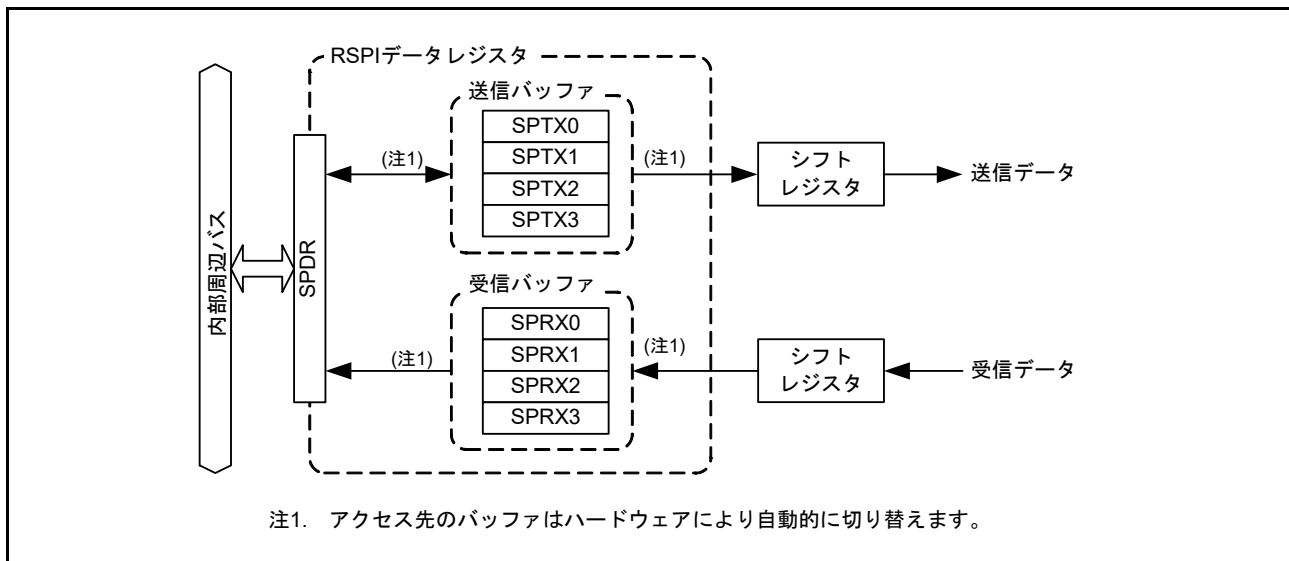 RSPIデータレジスタ
送信バッファ
SPTX0
SPTX1
SPTX2
SPTX3
(注1)
(注1)
シフト
レジスタ
送信データ
内部周辺バス
SPDR
受信バッファ
SPRX0
SPRX1
SPRX2
SPRX3
(注1)
(注1)
シフト
レジスタ
受信データ
注1. アクセス先のバッファはハードウェアにより自動的に切り替えます。